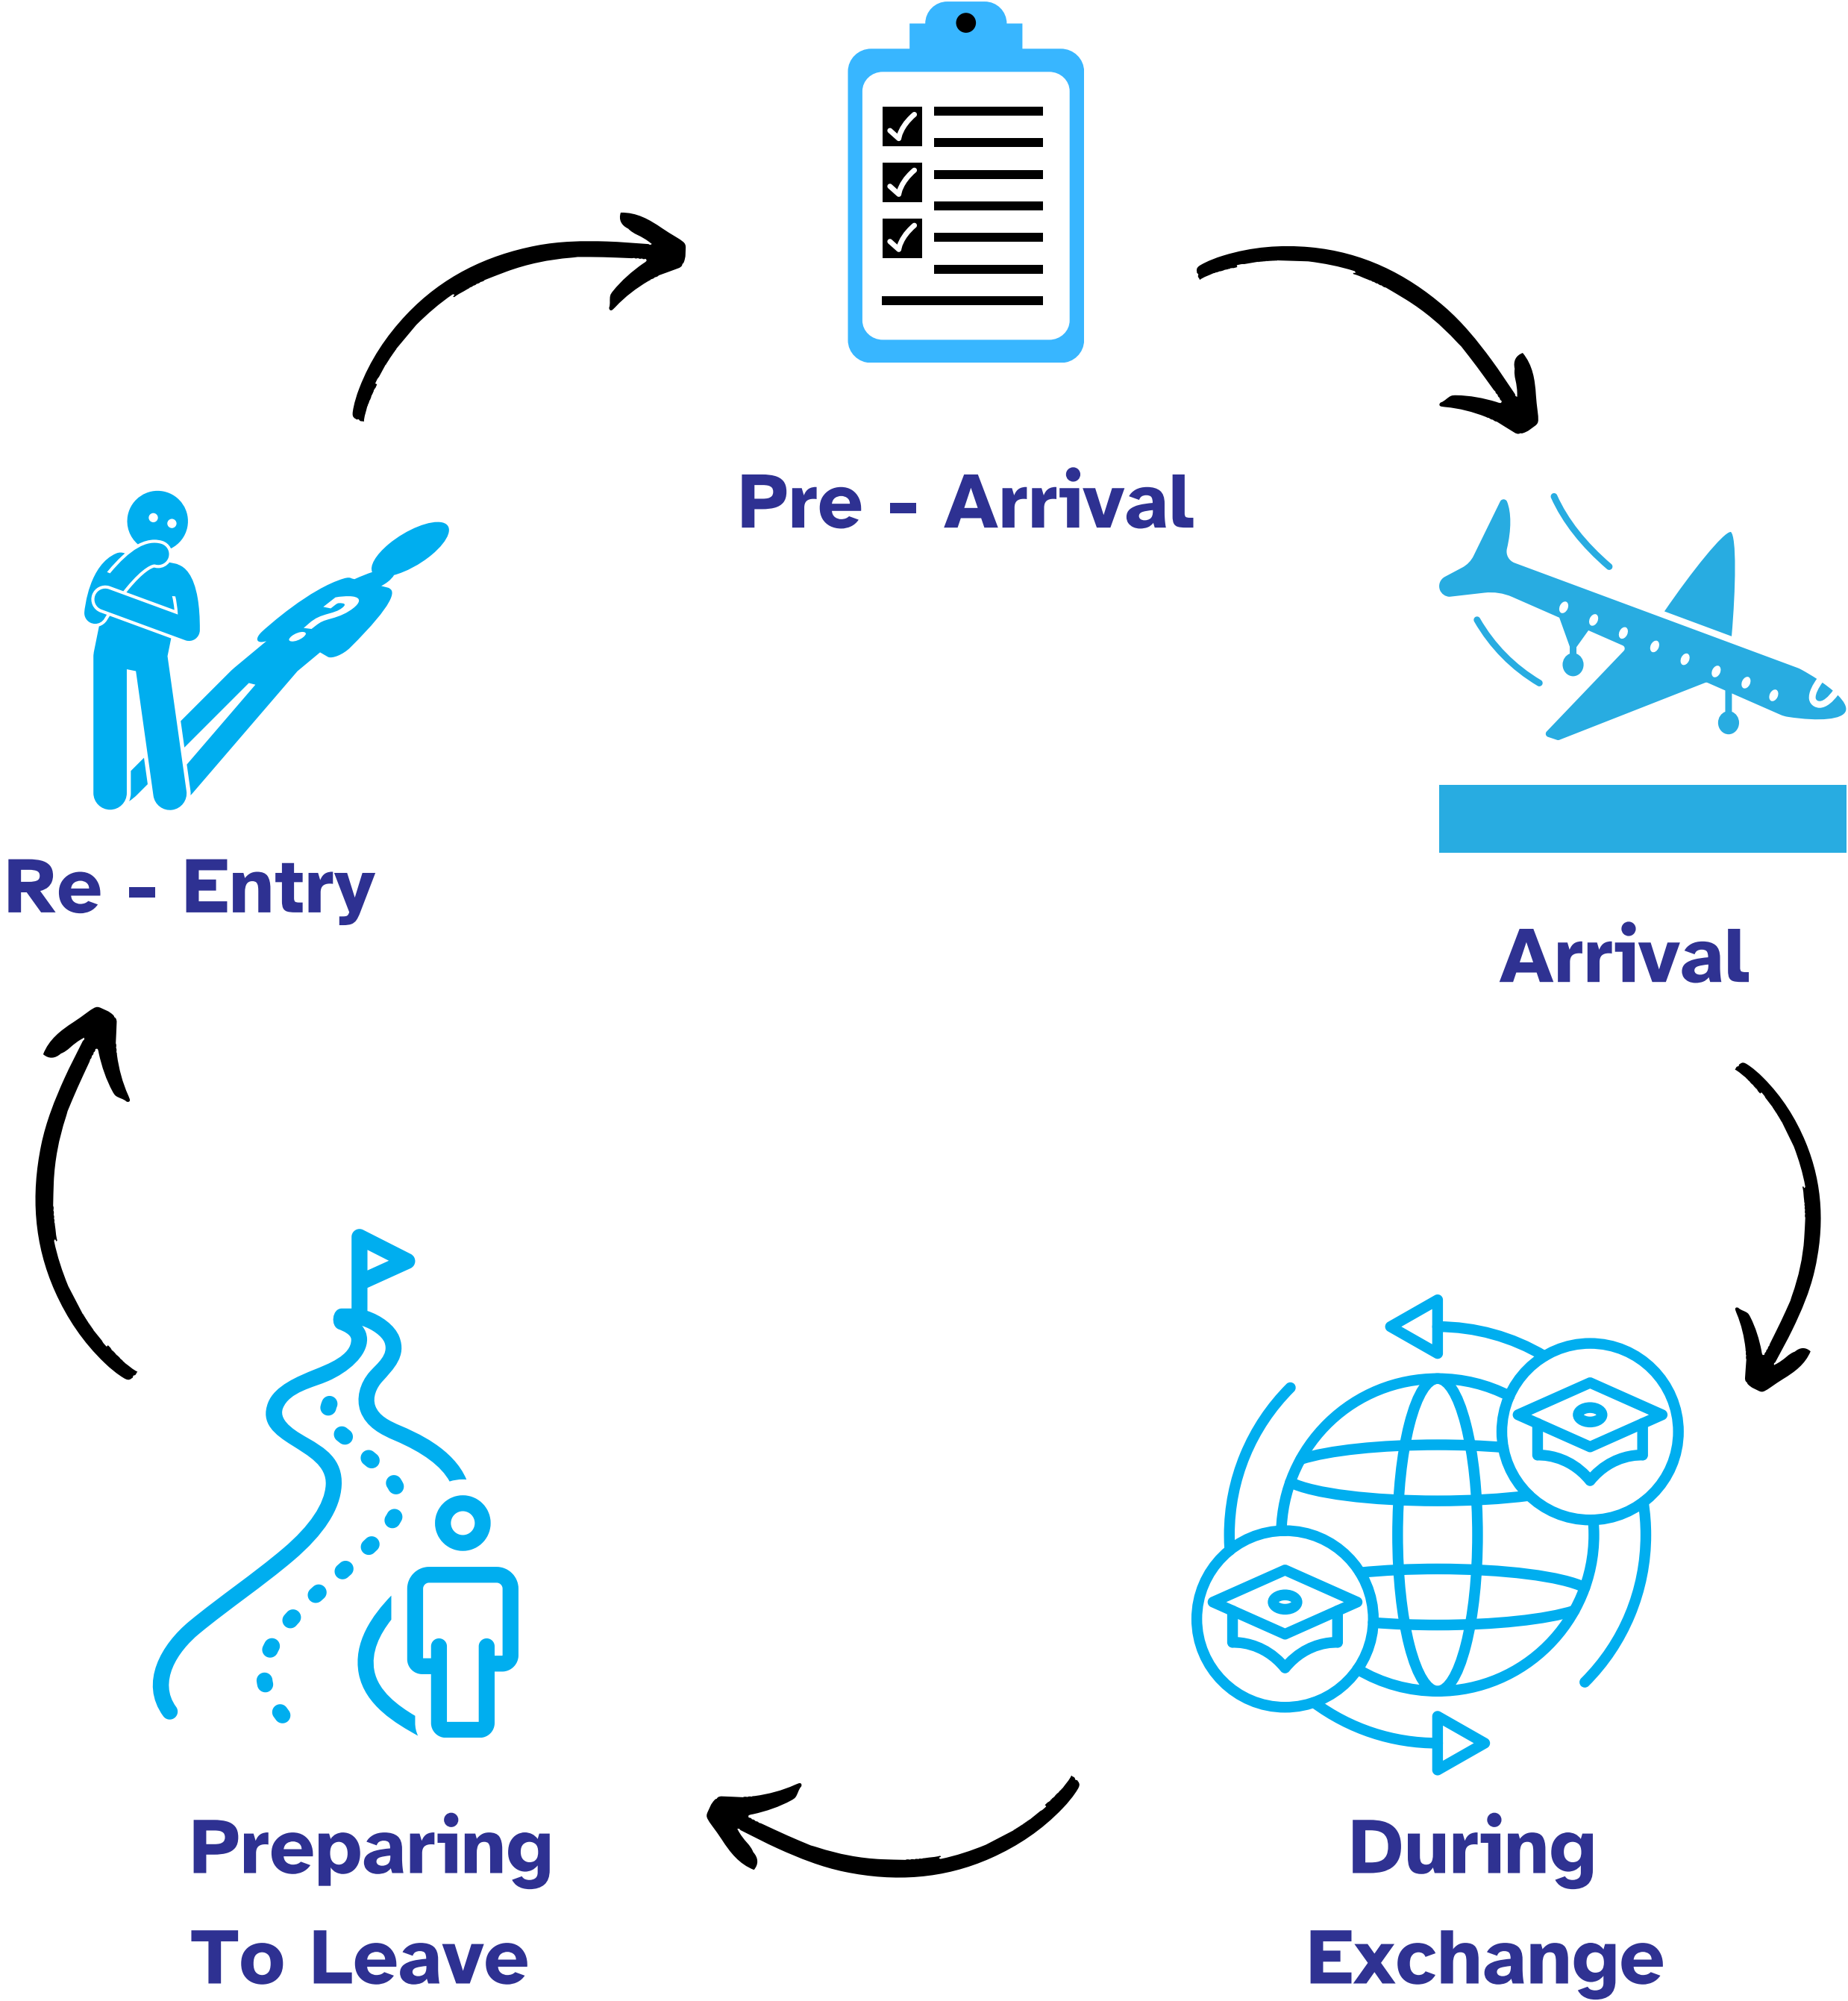 Pre - Arrival
Re - Entry
Arrival
Preparing
To Leave
During
Exchange